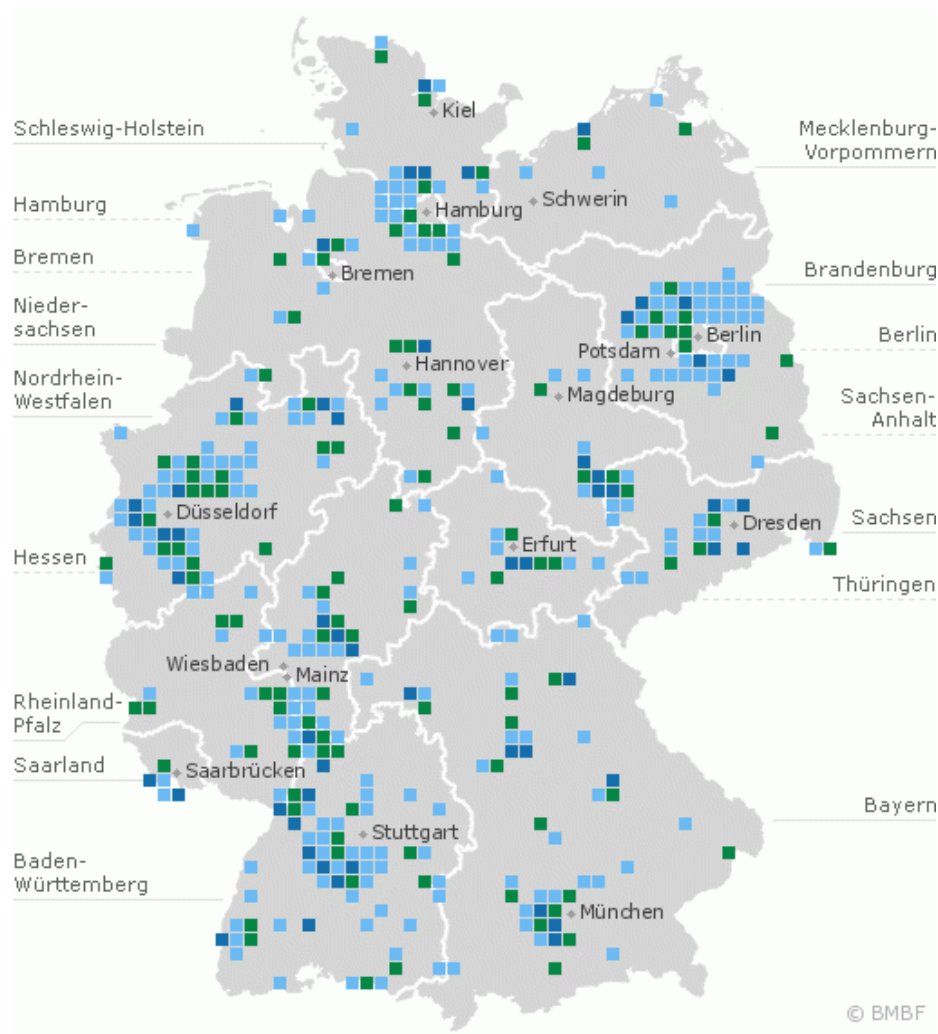 Kiel
Schleswig-Holstein
Mecklenburg-
Vorpommern
Schwerin
Hamburg
Hamburg
Bremen
Bremen
Brandenburg
Nieder-
sachsen
Berlin
Berlin
Potsdam
Hannover
Nordrhein-
Westfalen
Magdeburg
Sachsen-
Anhalt
Düsseldorf
Dresden
Sachsen
Erfurt
Hessen
Thüringen
Wiesbaden
Mainz
Rheinland-
Pfalz
Saarland
Saarbrücken
Bayern
Stuttgart
Baden-
Württemberg
München
© BMBF